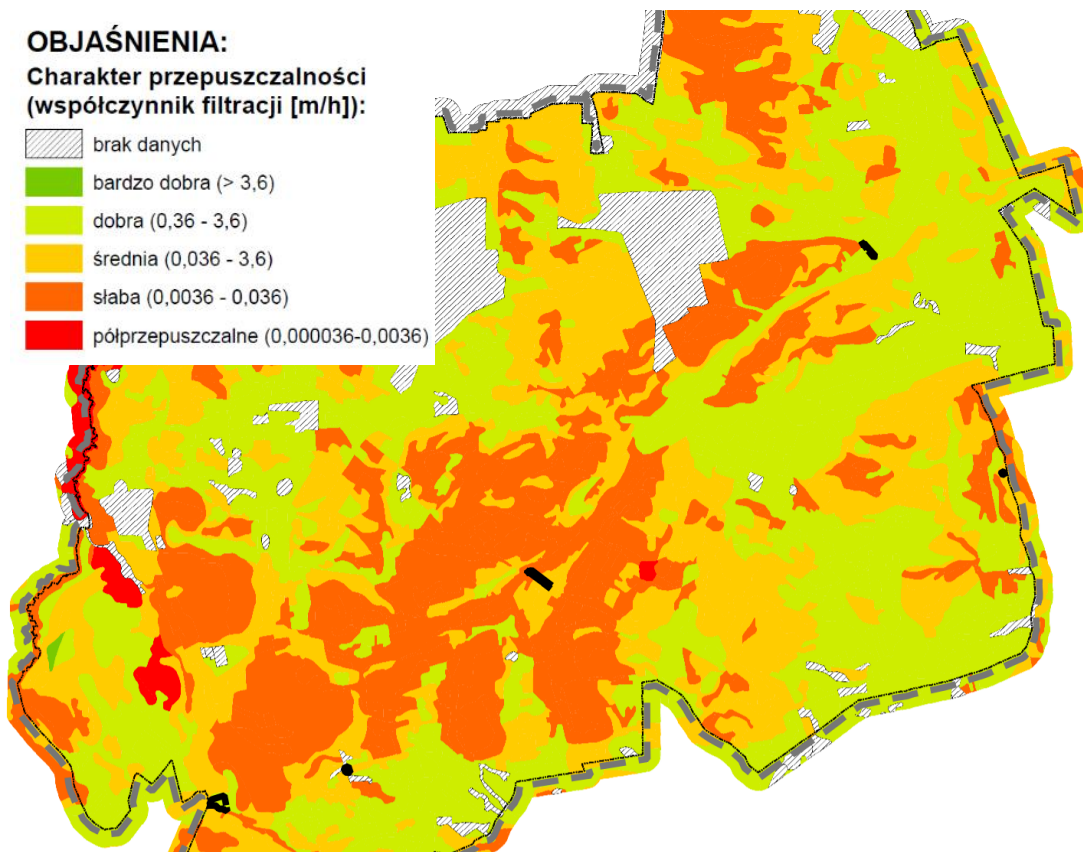 OBJAŚNIENIA:
Charakter przepuszczalności
(współczynnik filtracji [m/h]):
brak danych
bardzo dobra (> 3,6)
dobra (0,36 - 3,6)
średnia (0,036 - 3,6)
słaba (0,0036 - 0,036)
półprzepuszczalne (0,000036-0,0036)